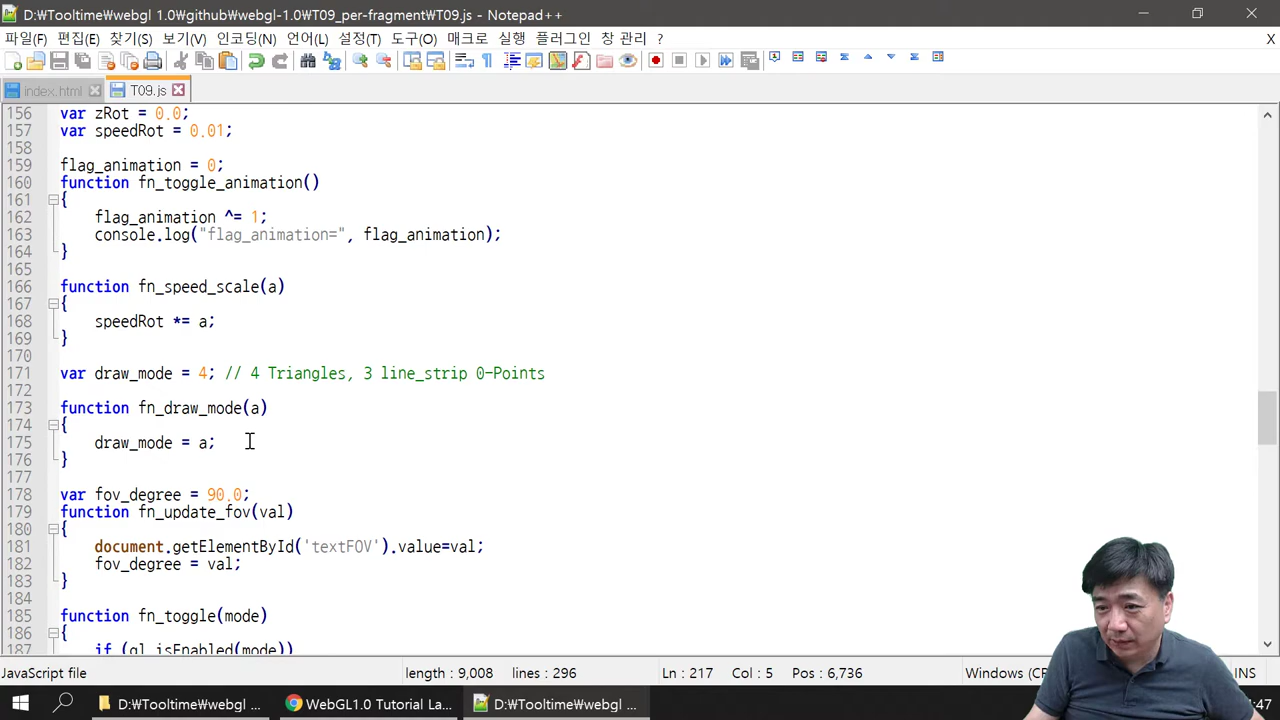 D:₩Tooltime₩webgl 1.0₩github₩webgl-1.0₩T09_per-fragment₩T09.js - Notepad++
파일(F) 편집(E) 찾기(S) 보기(V) 인코딩(N) 언어(L) 설정(T) 도구(O) 매크로 실행 플러그인 창 관리 ? X
index.html T09.js
156 var zRot = 0.0;
157 var speedRot = 0.01;
158
159 flag_animation = 0;
160 function fn_toggle_animation()
161 {
162 flag_animation ^= 1;
163 console.log("flag_animation=", flag_animation);
164 }
165
166 function fn_speed_scale(a)
167 {
168 speedRot *= a;
169 }
170
171 var draw_mode = 4; // 4 Triangles, 3 line_strip 0-Points
172
173 function fn_draw_mode(a)
174 {
175 draw_mode = a;
176 }
177
178 var fov_degree = 90.0;
179 function fn_update_fov(val)
180 {
181 document.getElementById('textFOV').value=val;
182 fov_degree = val;
183 }
184
185 function fn_toggle(mode)
186 {
187 if (gl.isEnabled(mode))
JavaScript file length : 9,008 lines : 296 Ln : 217 Col : 5 Pos : 6,736 Windows (CR INS
D:₩Tooltime₩webgl ... WebGL1.0 Tutorial La... D:₩Tooltime₩webgl ... :47